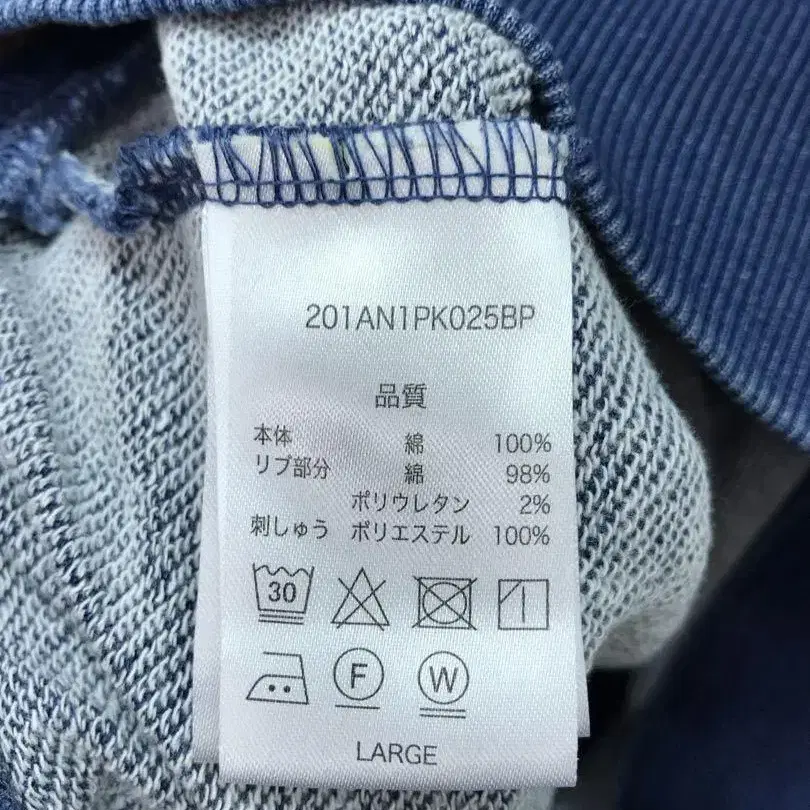 201AN1PK025BP
品質
本体 綿 100%
リブ部分 綿 98%
ポリウレタン 2%
刺しゅう ポリエステル 100%
30
F W
LARGE